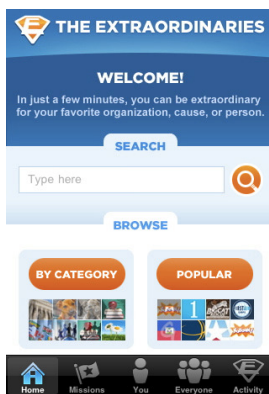 THE EXTRAORDINARIES
WELCOME!
In just a few minutes, you can be extraordinary
for your favorite organization, cause, or person.
SEARCH
Type here
BROWSE
BY CATEGORY
POPULAR
1
Home Missions You Everyone Activity